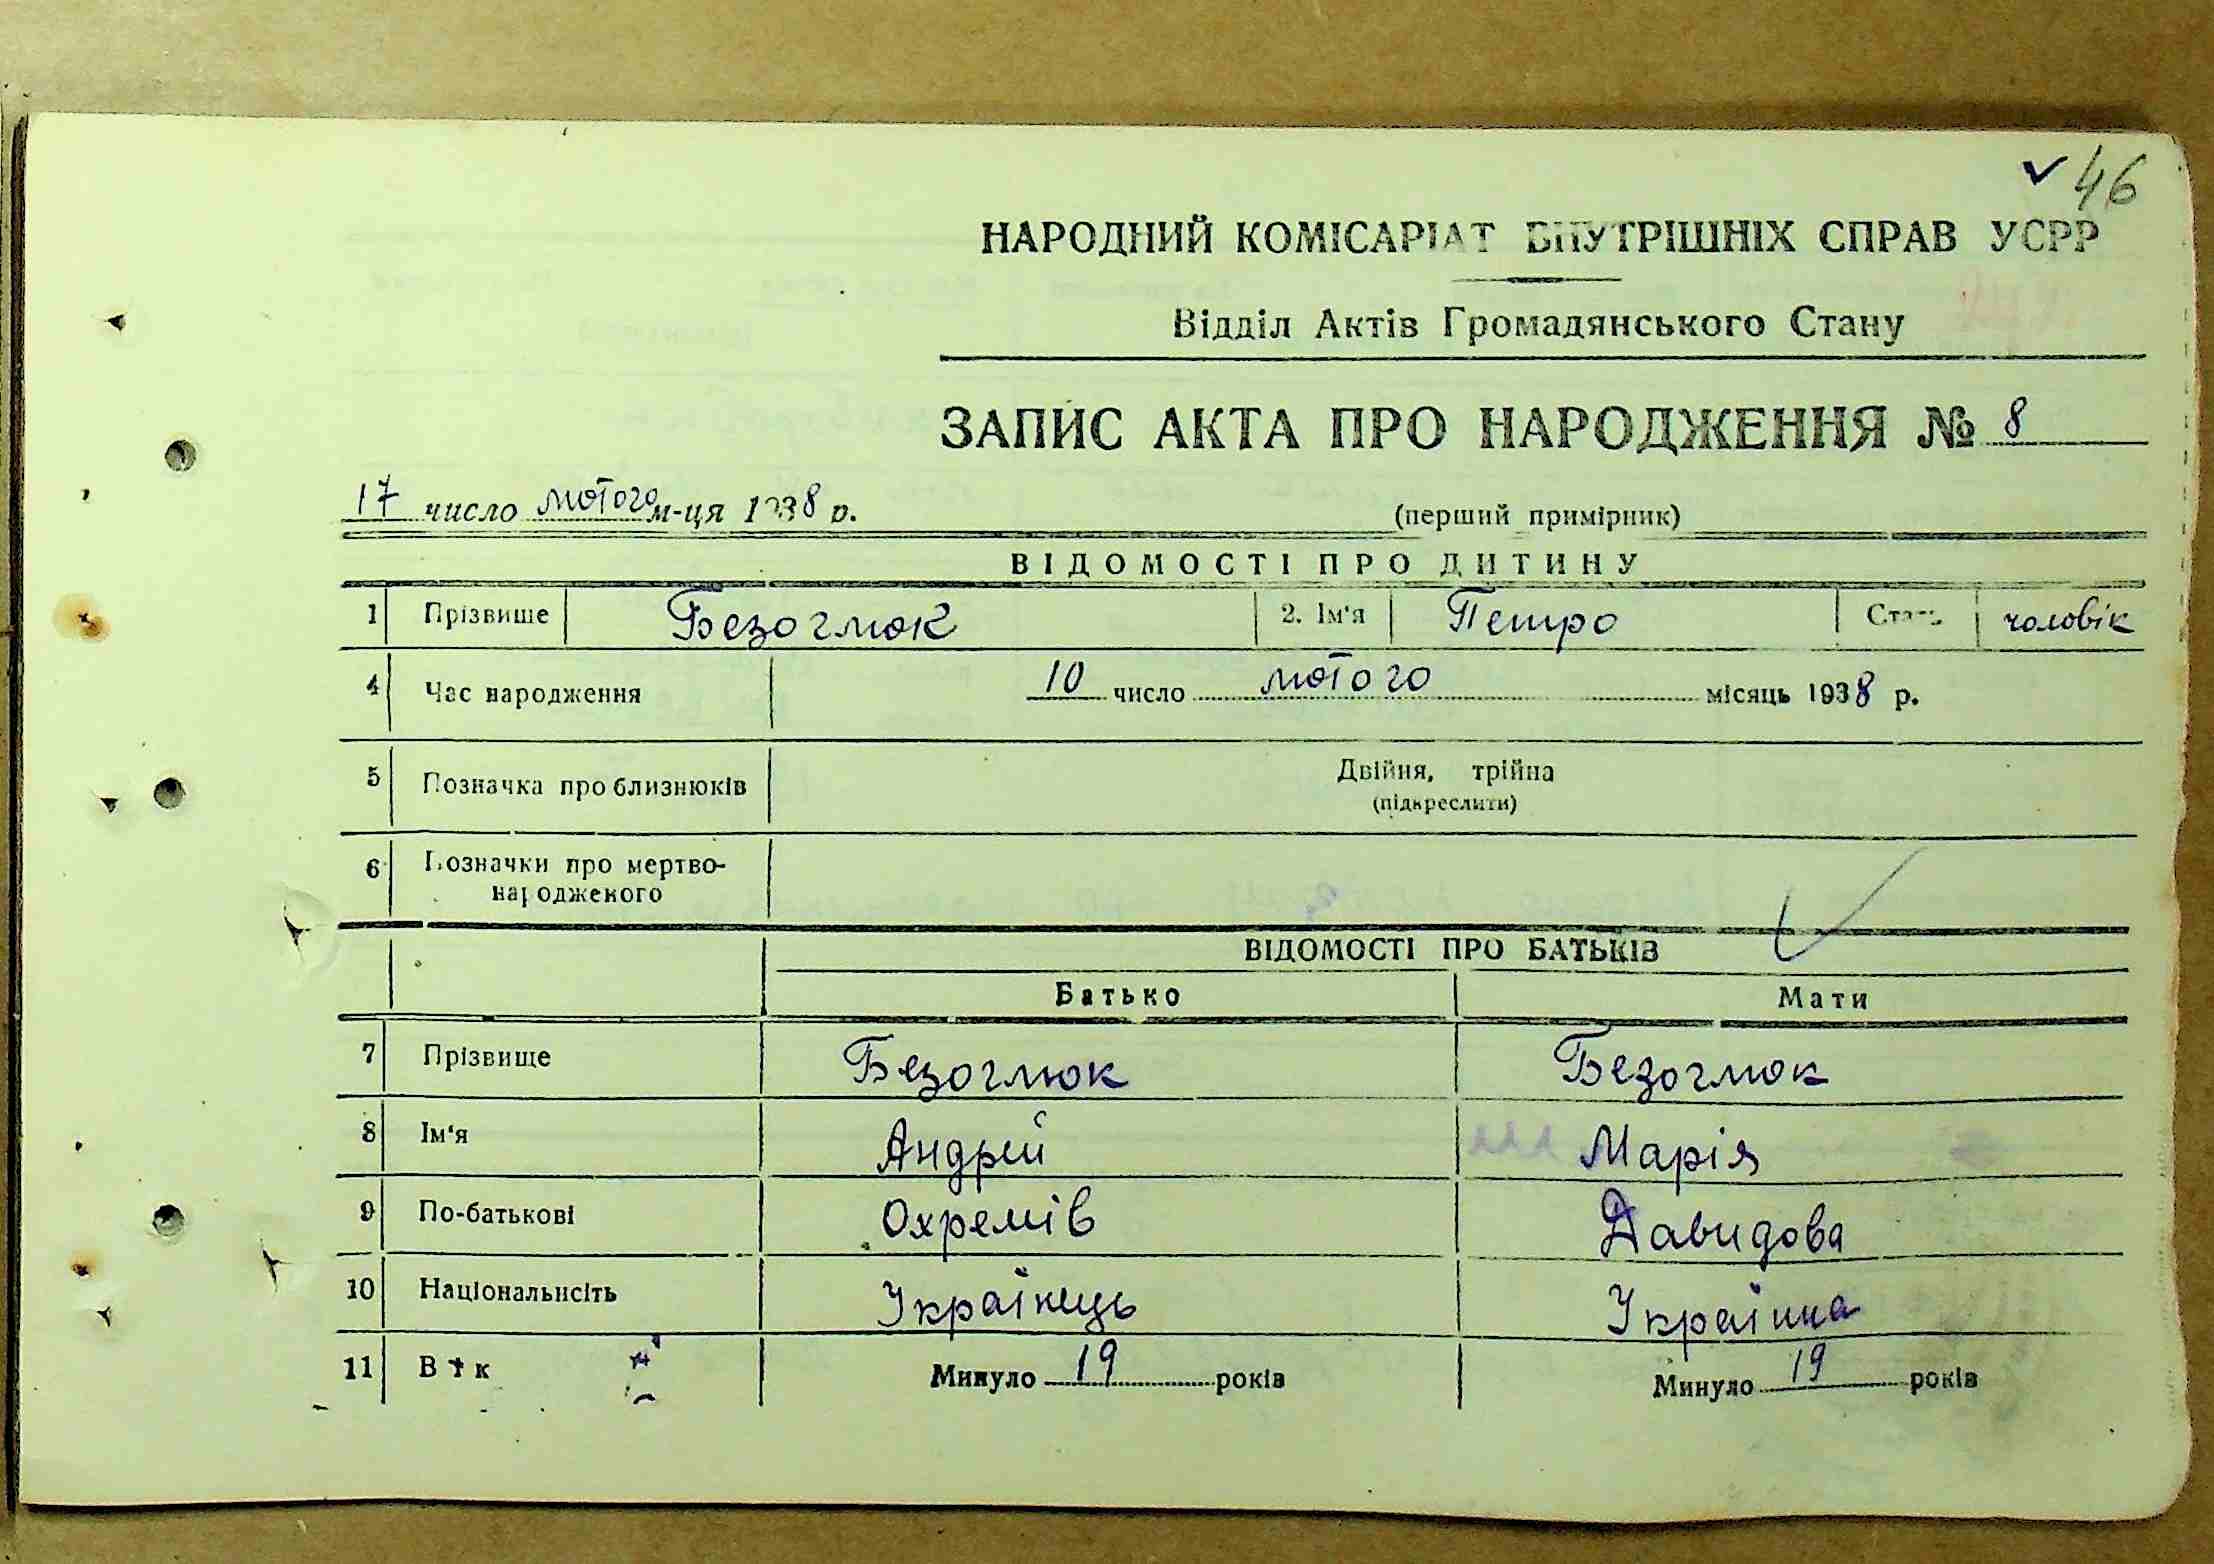 46
НАРОДНИЙ КОМІСАРІАТ ВНУТРІШНІХ СПРАВ УСРР
Відділ Актів Громадянського Стану
ЗАПИС АКТА ПРО НАРОДЖЕННЯ № 8
17 число лютого м-ця 1938 р. (перший примірник)
ВІДОМОСТІ ПРО ДИТИНУ
1 Прізвище Безоглюк 2. Ім'я Петро Стать чоловік
4 Час народження 10 число лютого місяць 1938 р.
5 Позначка про близнюків Двійня, трійна
(підкреслити)
6 Позначки про мертво-
народженого
ВІДОМОСТІ ПРО БАТЬКІВ
Батько Мати
7 Прізвище Безоглюк Безоглюк
8 Ім'я Андрій Марія
9 По-батькові Охремів Давидова
10 Національнсіть Українець Українка
11 Вік Минуло 19 років Минуло 19 років